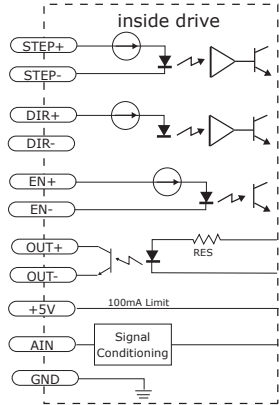 inside drive
STEP+
STEP-
DIR+
DIR-
EN+
EN-
OUT+
RES
OUT-
+5V 100mA Limit
AIN
Signal
Conditioning
GND